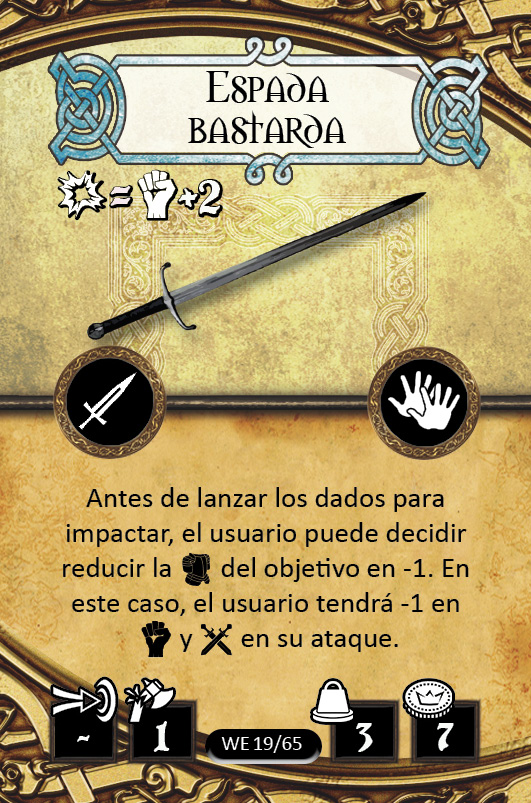 Espada
bastarda
= +2
Antes de lanzar los dados para
impactar, el usuario puede decidir
reducir la del objetivo en -1. En
este caso, el usuario tendrá -1 en
y en su ataque.
- 1 WE 19/65 3 7